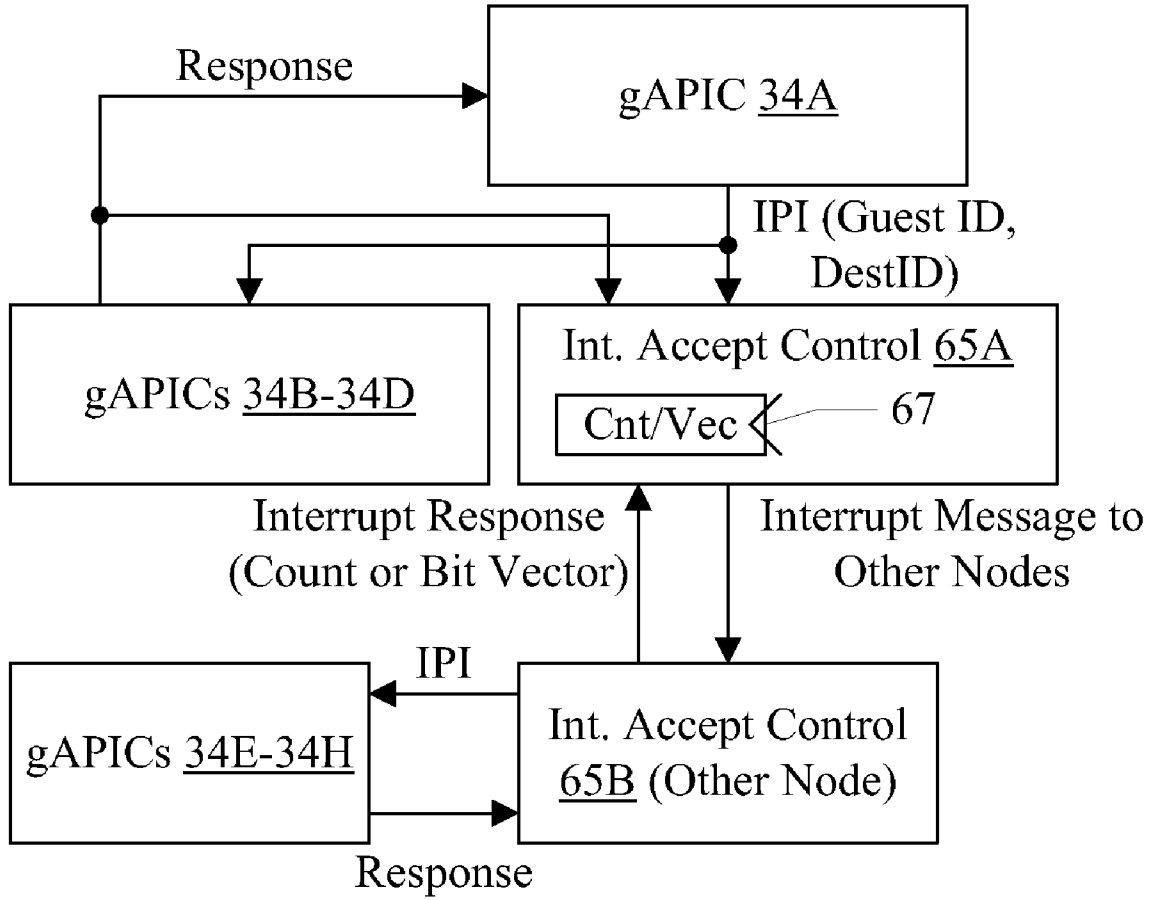 Response
gAPIC 34A
IPI (Guest ID,
DestID)
gAPICs 34B-34D
Int. Accept Control 65A
Cnt/Vec
67
Interrupt Response
(Count or Bit Vector)
Interrupt Message to
Other Nodes
IPI
gAPICs 34E-34H
Int. Accept Control
65B (Other Node)
Response